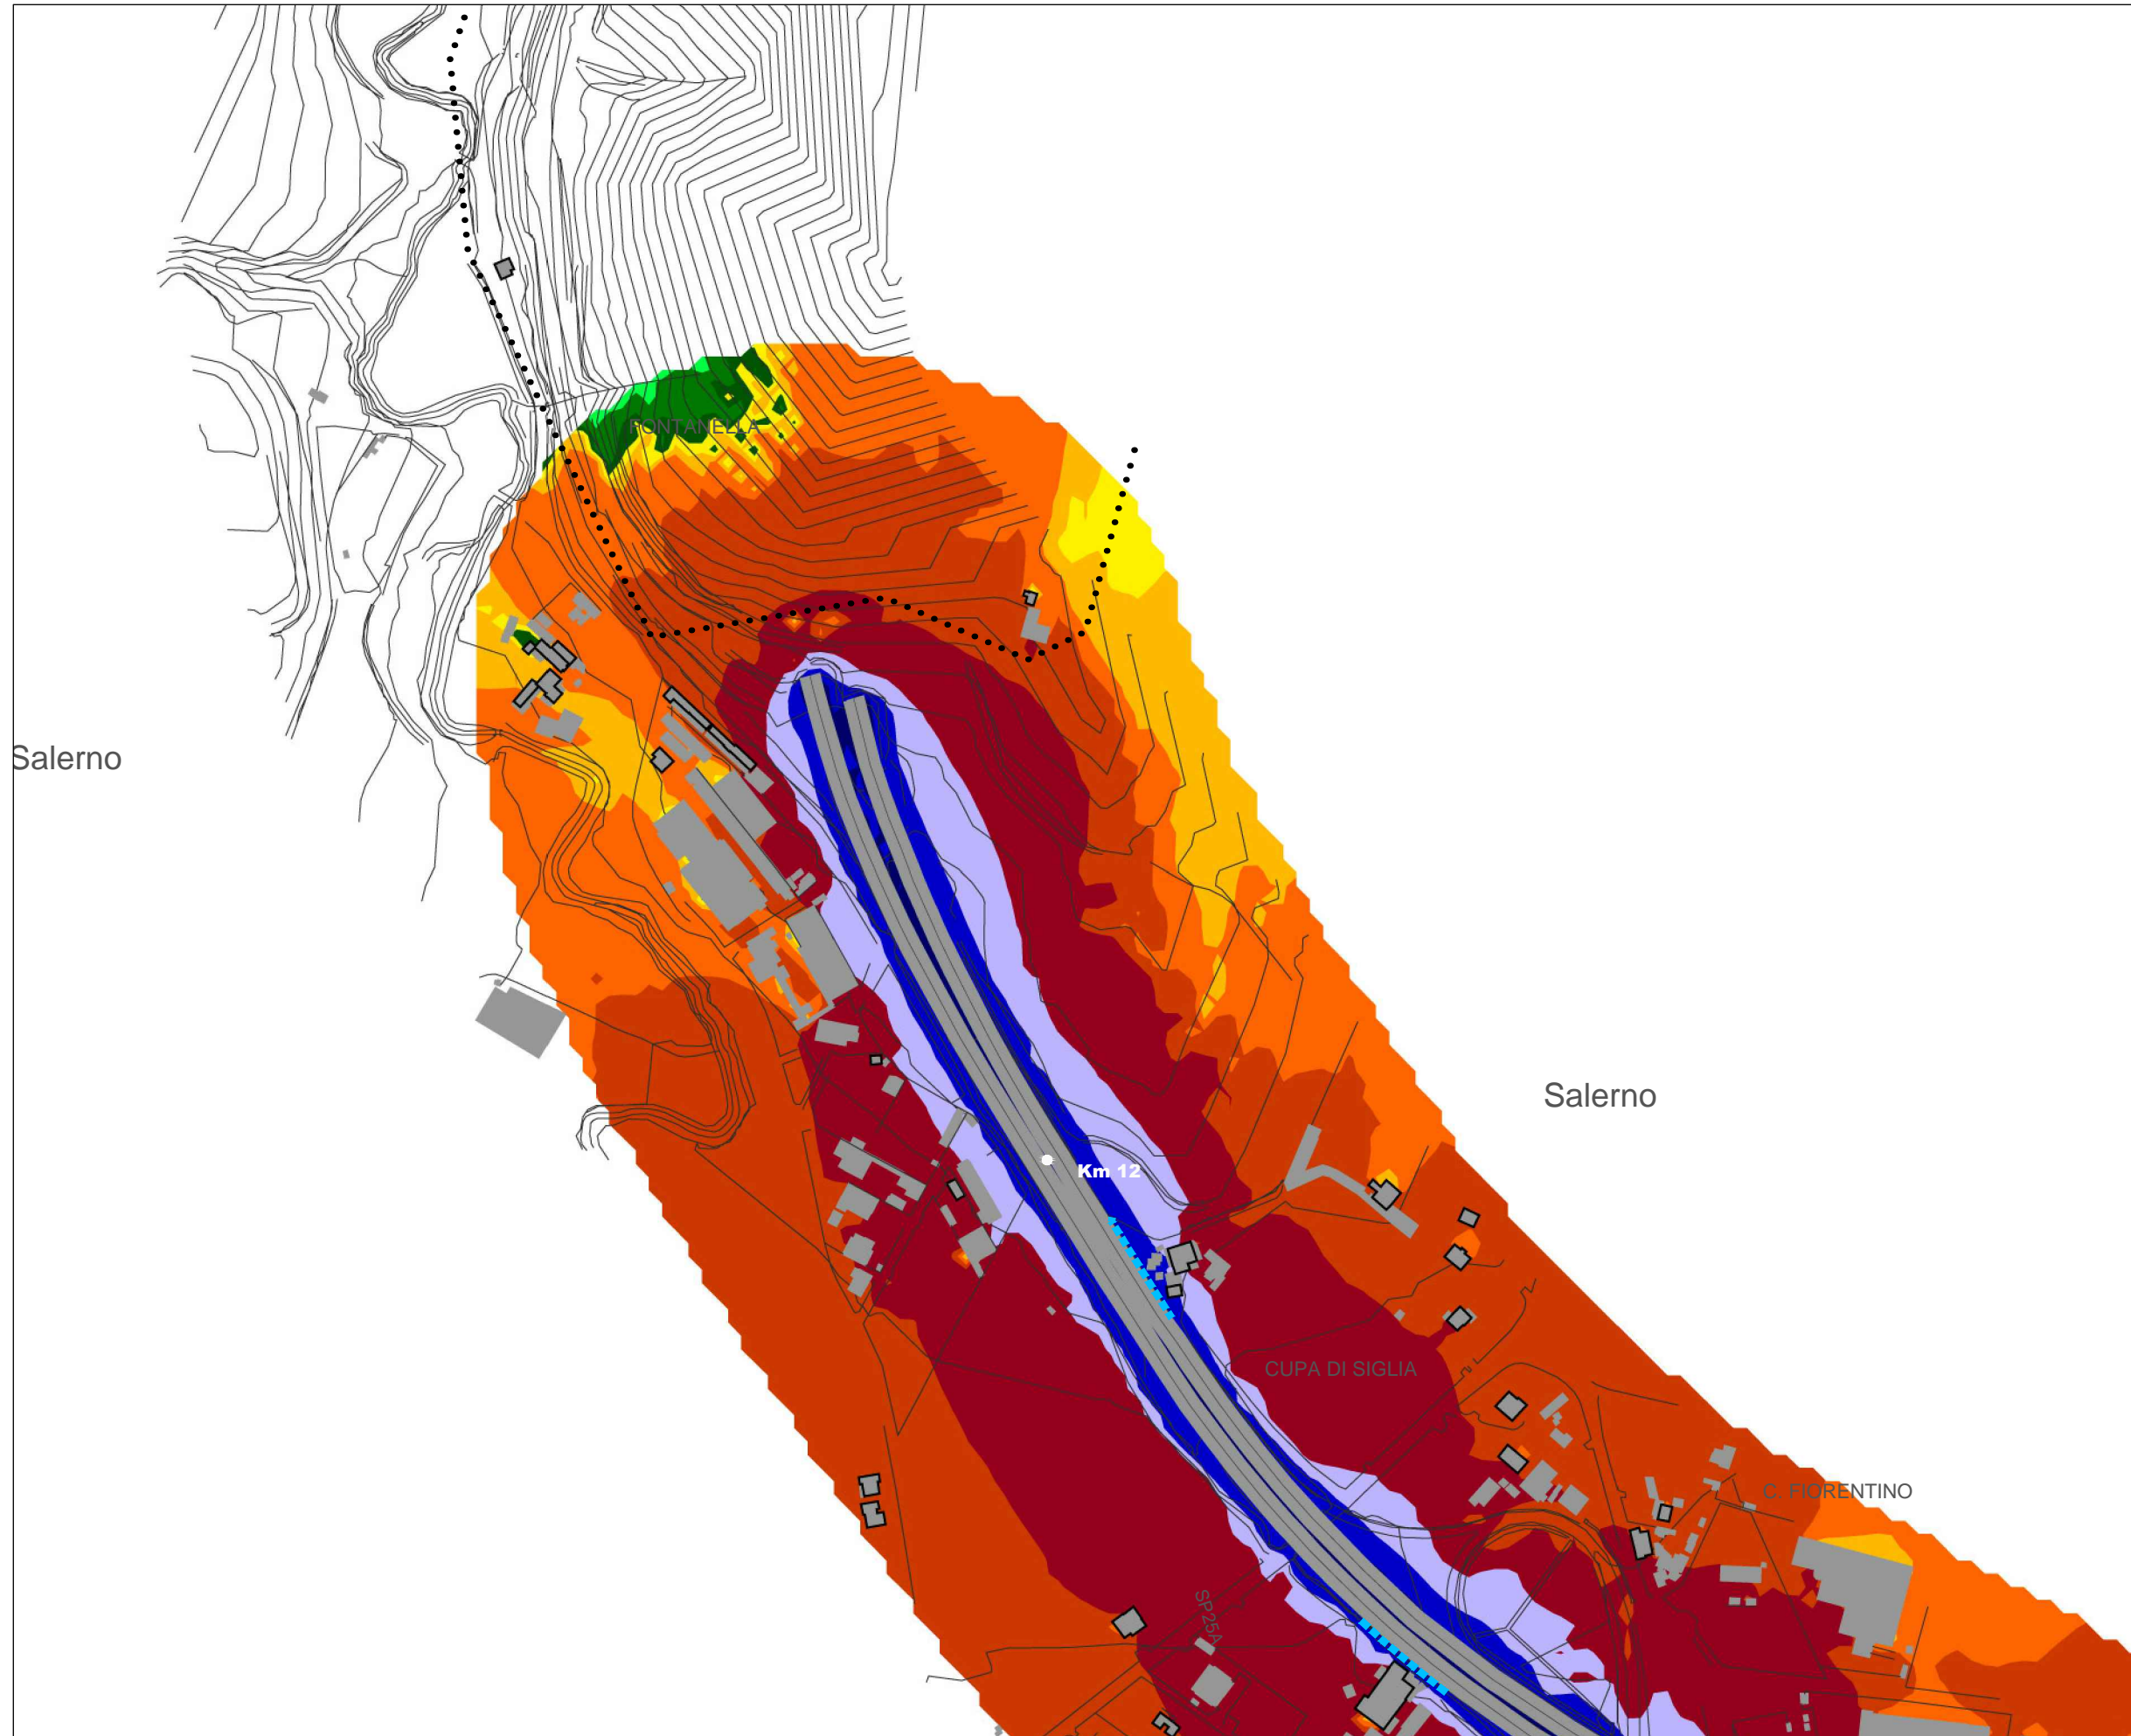 FONTANELLA
Salerno
Salerno
Km 12
CUPA DI SIGLIA
C. FIORENTINO
SP25A